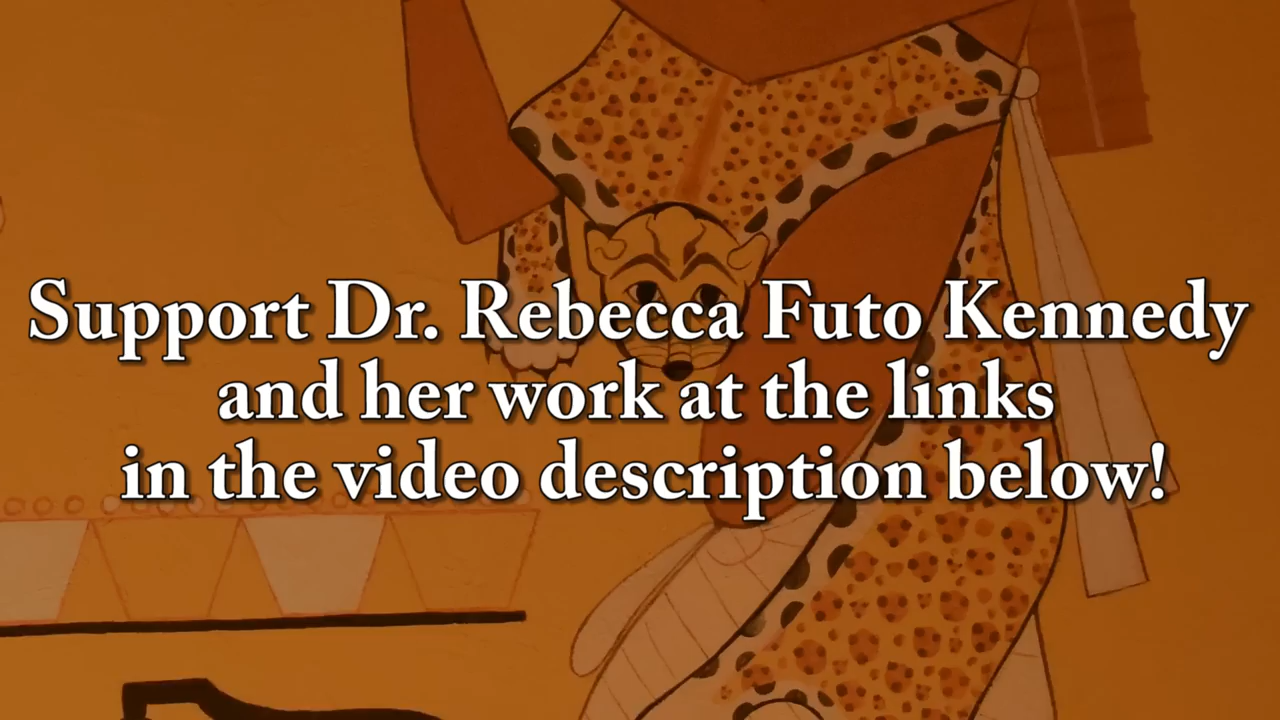 Support Dr. Rebecca Futo Kennedy
and her work at the links
in the video description below!